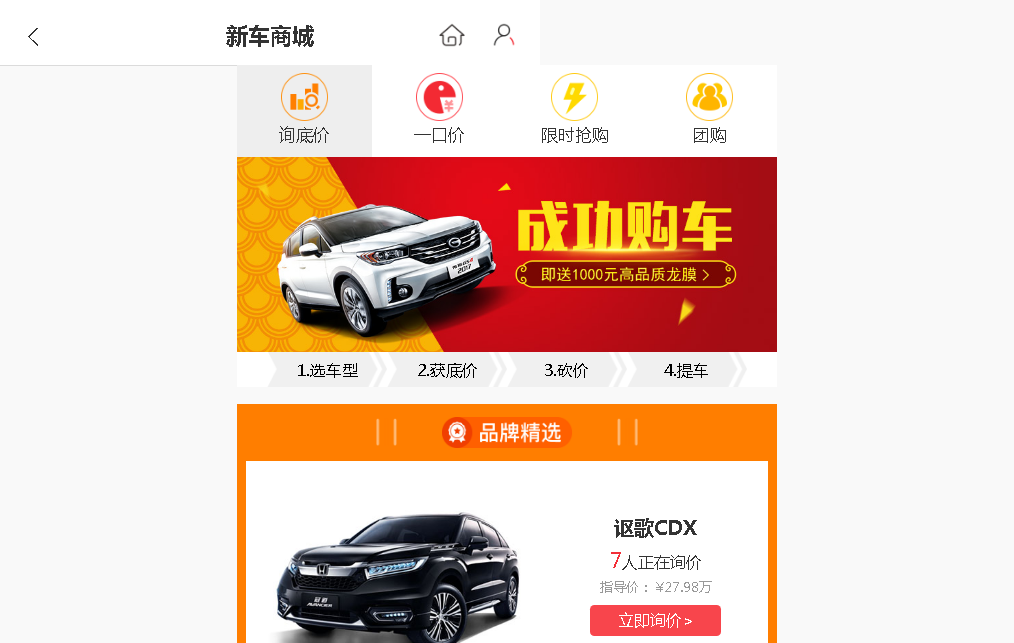 新车商城
询底价
一口价
限时抢购
团购
成功购车
即送1000元高品质龙膜 >
1.选车型
2.获底价
3.砍价
4.提车
品牌精选
讴歌CDX
7人正在询价
指导价：¥27.98万
立即询价 >
2017
AVANCIER